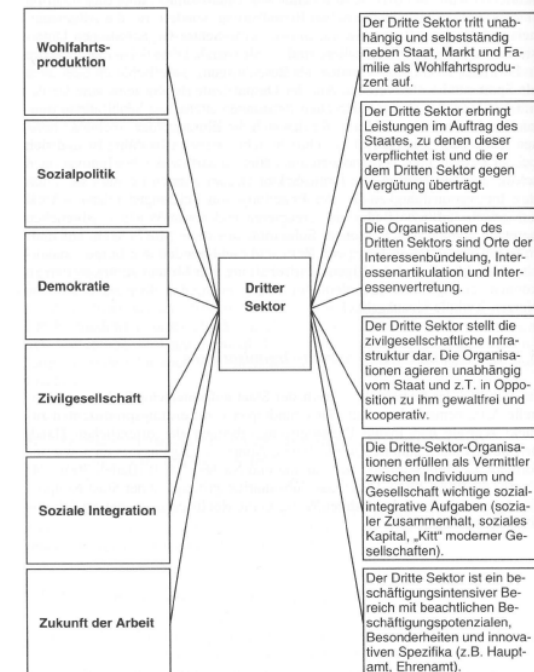 Wohlfahrts-
produktion
Sozialpolitik
Demokratie
Zivilgesellschaft
Soziale Integration
Zukunft der Arbeit
Dritter
Sektor
Der Dritte Sektor tritt unab-
hängig und selbstständig
neben Staat, Markt und Fa-
milie als Wohlfahrtsprodu-
zent auf.
Der Dritte Sektor erbringt
Leistungen im Auftrag des
Staates, zu denen dieser
verpflichtet ist und die er
dem Dritten Sektor gegen
Vergütung überträgt.
Die Organisationen des
Dritten Sektors sind Orte der
Interessenbündelung, Inter-
essenartikulation und Inter-
essenvertretung.
Der Dritte Sektor stellt die
zivilgesellschaftliche Infra-
struktur dar. Die Organisa-
tionen agieren unabhängig
vom Staat und z.T. in Oppo-
sition zu ihm gewaltfrei und
kooperativ.
Die Dritte-Sektor-Organisa-
tionen erfüllen als Vermittler
zwischen Individuum und
Gesellschaft wichtige sozial-
integrative Aufgaben (sozia-
ler Zusammenhalt, soziales
Kapital, „Kitt" moderner Ge-
sellschaften).
Der Dritte Sektor ist ein be-
schäftigungsintensiver Be-
reich mit beachtlichen Be-
schäftigungspotenzialen,
Besonderheiten und innova-
tiven Spezifika (z.B. Haupt-
amt, Ehrenamt).